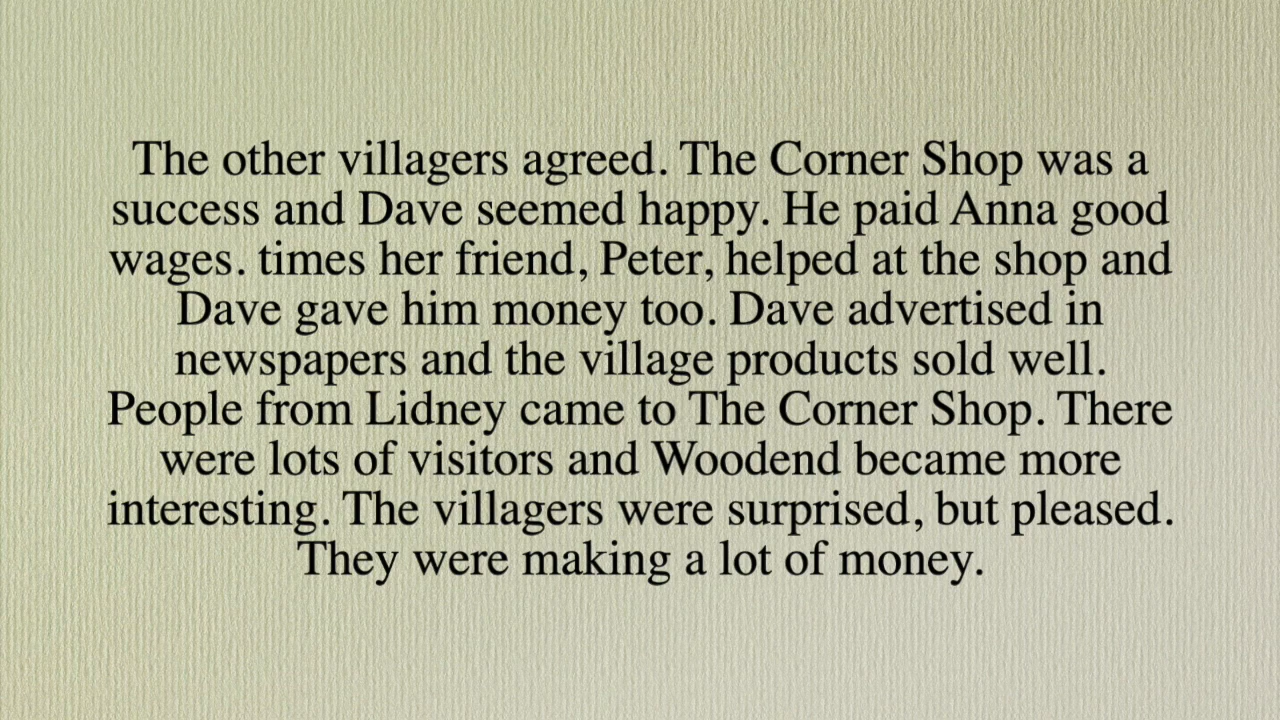 The other villagers agreed. The Corner Shop was a
success and Dave seemed happy. He paid Anna good
wages. times her friend, Peter, helped at the shop and
Dave gave him money too. Dave advertised in
newspapers and the village products sold well.
People from Lidney came to The Corner Shop. There
were lots of visitors and Woodend became more
interesting. The villagers were surprised, but pleased.
They were making a lot of money.